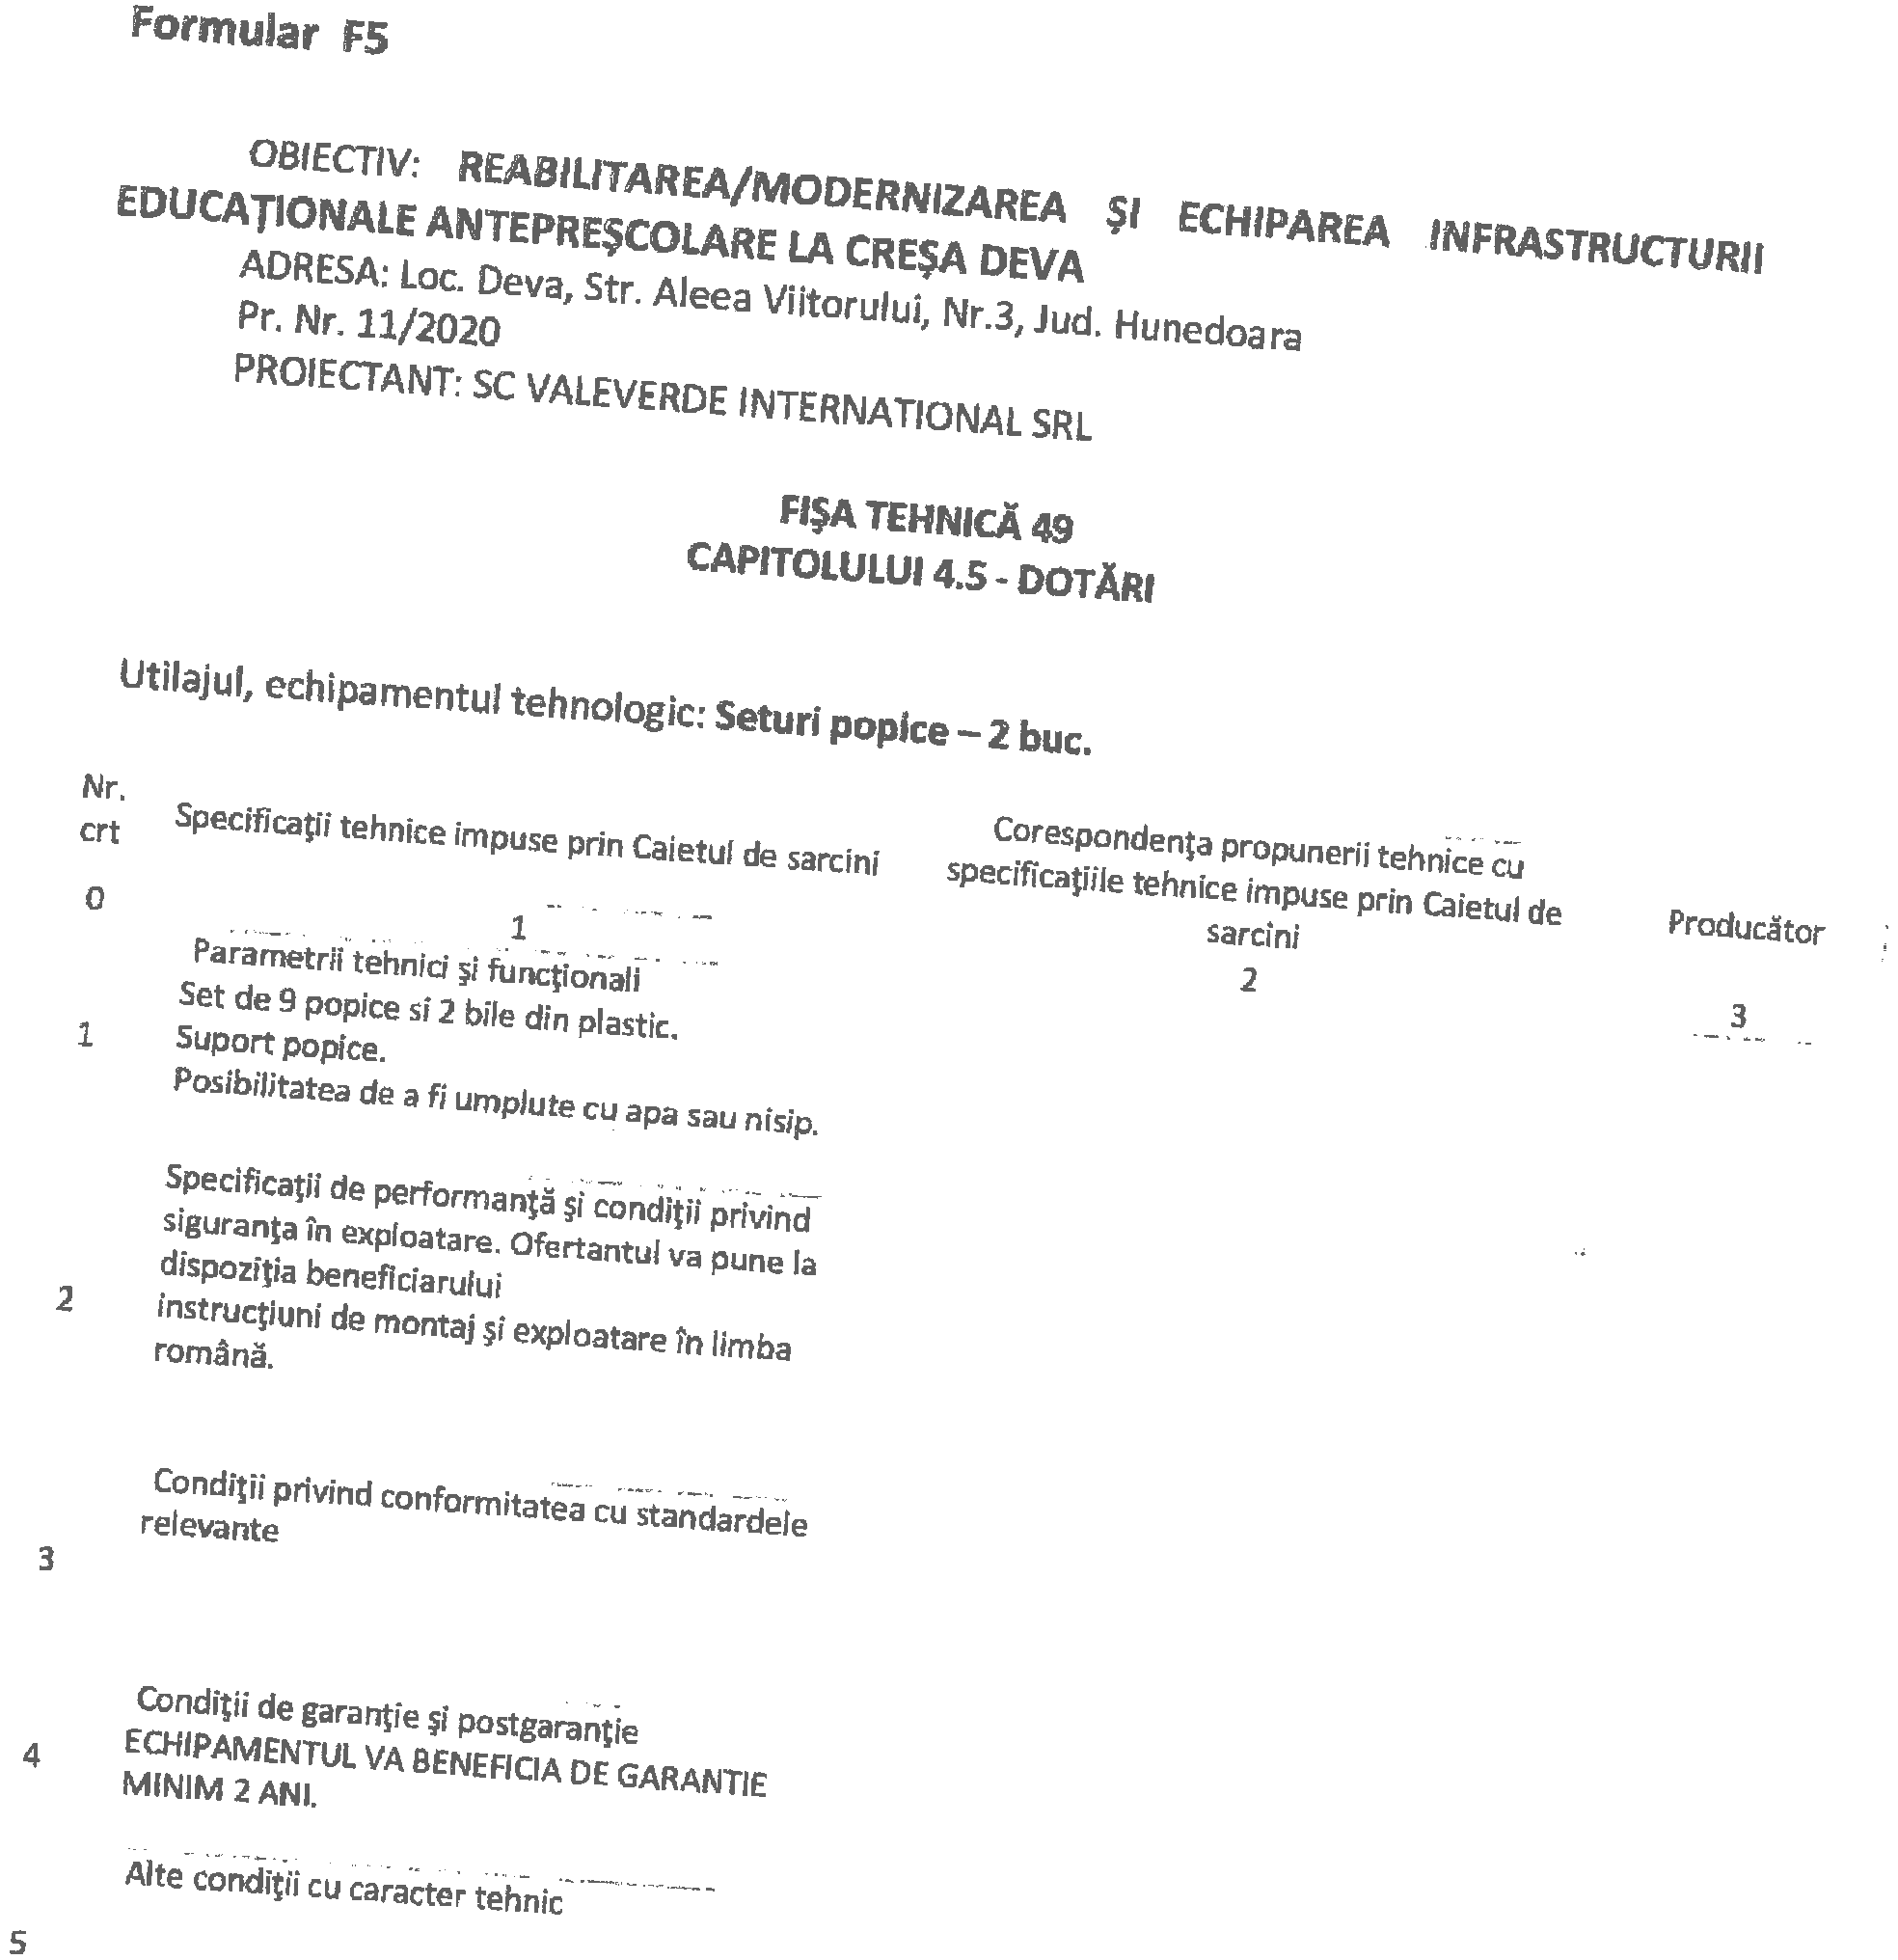 Formular F5
OBIECTIV: REABILITAREA/MODERNIZAREA ŞI ECHIPAREA INFRASTRUCTURII
EDUCAŢIONALE ANTEPREŞCOLARE LA CREŞA DEVA
ADRESA: Loc. Deva, Str. Aleea Viitorului, Nr.3, Jud. Hunedoara
Pr. Nr. 11/2020
PROIECTANT: SC VALEVERDE INTERNATIONAL SRL
FIŞA TEHNICĂ 49
CAPITOLULUI 4.5 - DOTĂRI
Utilajul, echipamentul tehnologic: Seturi popice – 2 buc.
Nr.
crt
Specificaţii tehnice impuse prin Caietul de sarcini
Corespondenţa propunerii tehnice cu
specificaţiile tehnice impuse prin Caietul de
sarcini
Producător
0
1
2
3
Parametrii tehnici şi funcţionali
Set de 9 popice si 2 bile din plastic.
1
Suport popice.
Posibilitatea de a fi umplute cu apa sau nisip.
Specificaţii de performanţă şi condiţii privind
siguranţa în exploatare. Ofertantul va pune la
dispoziţia beneficiarului
2
instrucţiuni de montaj şi exploatare în limba
română.
Condiţii privind conformitatea cu standardele
relevante
3
Condiţii de garanţie şi postgaranţie
4
ECHIPAMENTUL VA BENEFICIA DE GARANTIE
MINIM 2 ANI.
Alte condiţii cu caracter tehnic
5